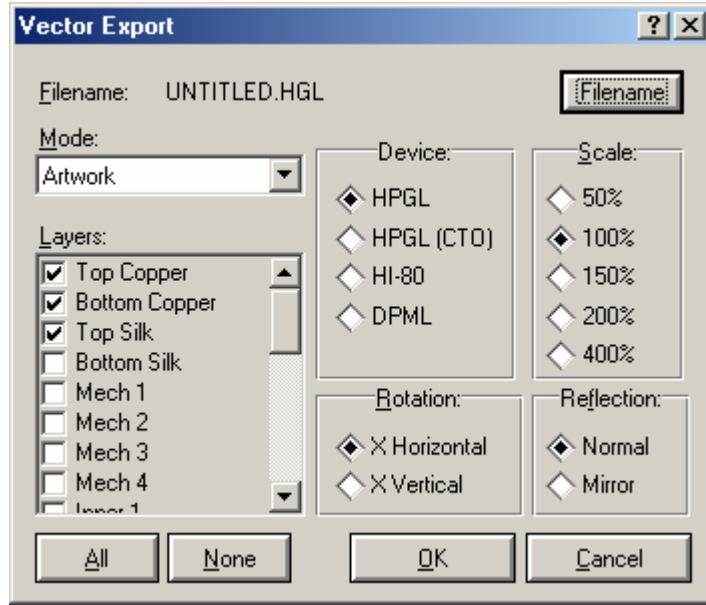 Vector Export
Filename: UNTITLED.HGL
Filename
Mode:
Artwork
Layers:
Top Copper
Bottom Copper
Top Silk
Bottom Silk
Mech 1
Mech 2
Mech 3
Mech 4
Inner 1
Device:
HPGL
HPGL (CTO)
HI-80
DPML
Scale:
50%
100%
150%
200%
400%
Rotation:
X Horizontal
X Vertical
Reflection:
Normal
Mirror
All
None
OK
Cancel